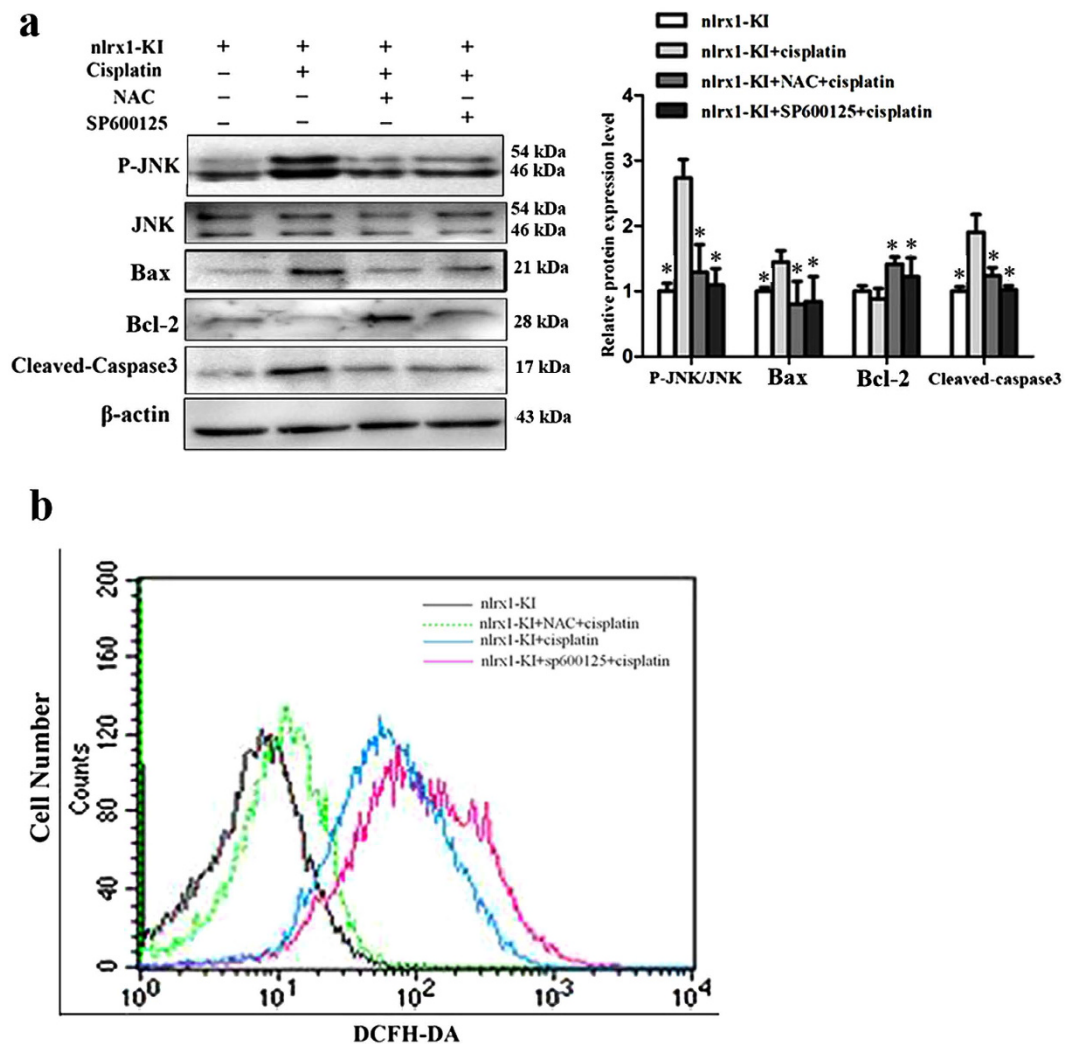 a
nlrx1-KI + + + +
Cisplatin – + + +
NAC – – + –
SP600125 – – – +
P-JNK 54 kDa
46 kDa
JNK 54 kDa
46 kDa
Bax 21 kDa
Bcl-2 28 kDa
Cleaved-Caspase3 17 kDa
β-actin 43 kDa
nlrx1-KI
nlrx1-KI+cisplatin
nlrx1-KI+NAC+cisplatin
nlrx1-KI+SP600125+cisplatin
Relative protein expression level
4
3
2
1
0
* * *
* * *
* *
* * *
P-JNK/JNK Bax Bcl-2 Cleaved-caspase3
b
Cell Number
Counts
200
160
120
80
40
0
nlrx1-KI
nlrx1-KI+NAC+cisplatin
nlrx1-KI+cisplatin
nlrx1-KI+sp600125+cisplatin
10⁰ 10¹ 10² 10³ 10⁴
DCFH-DA